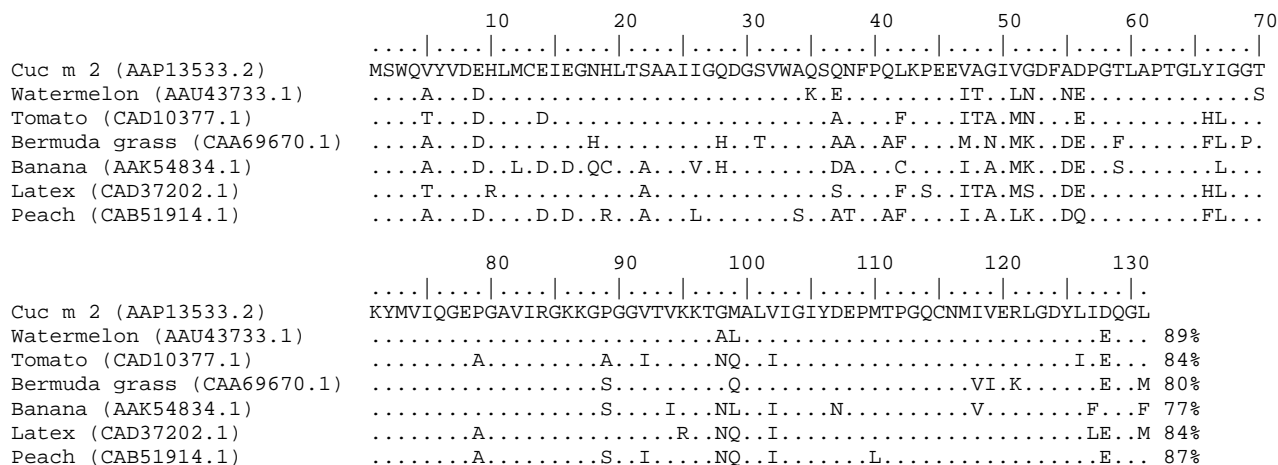 10 20 30 40 50 60 70
....|....|....|....|....|....|....|....|....|....|....|....|....|....|
Cuc m 2 (AAP13533.2) MSWQVYVDEHLMCEIEGNHLTSAAIIGQDGSVWAQSQNFPQLKPEEVAGIVGDFADPGTLAPTGLYIGGT
Watermelon (AAU43733.1) ....A...D.........................K.E.........IT..LN..NE.............S
Tomato (CAD10377.1) ....T...D....D......................A....F....ITA.MN...E.........HL...
Bermuda grass (CAA69670.1) ....A...D........H.........H..T.....AA..AF....M.N.MK..DE..F......FL.P.
Banana (AAK54834.1) ....A...D..L.D.D.QC..A...V.H........DA...C....I.A.MK..DE..S.......L...
Latex (CAD37202.1) ....T....R...........A..............S....F.S..ITA.MS..DE.........HL...
Peach (CAB51914.1) ....A...D....D.D..R..A...L.......S..AT..AF....I.A.LK..DQ.........FL...
80 90 100 110 120 130
....|....|....|....|....|....|....|....|....|....|....|....|.
Cuc m 2 (AAP13533.2) KYMVIQGEPGAVIRGKKGPGGVTVKKTGMALVIGIYDEPMTPGQCNMIVERLGDYLIDQGL
Watermelon (AAU43733.1) ...........................AL............................E... 89%
Tomato (CAD10377.1) ........A.........A..I.....NQ..I.......................I.E... 84%
Bermuda grass (CAA69670.1) ..................S.........Q..................VI.K......E..M 80%
Banana (AAK54834.1) ..................S....I...NL..I....N..........V........F...F 77%
Latex (CAD37202.1) ........A...............R..NQ..I........................LE..M 84%
Peach (CAB51914.1) ........A.........S..I.....NQ..I.......L.................E... 87%